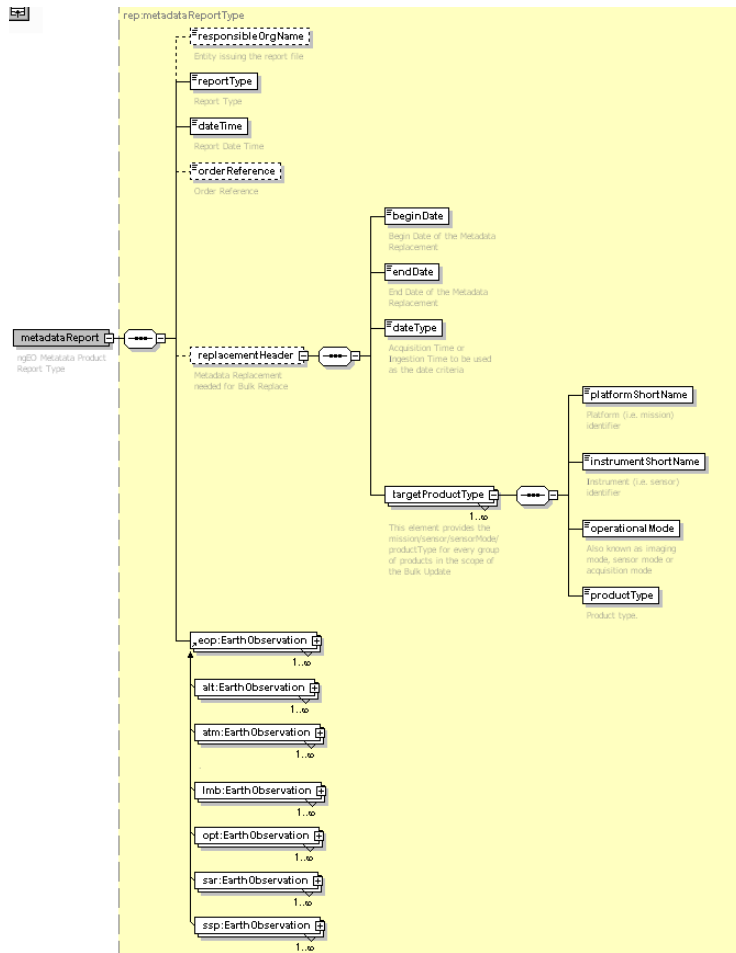 rep:metadataReportType
responsibleOrgName
Entity issuing the report file
reportType
Report Type
dateTime
Report Date Time
orderReference
Order Reference
beginDate
Begin Date of the Metadata
Replacement
endDate
End Date of the Metadata
Replacement
dateType
Acquisition Time or
Ingestion Time to be used
as the date criteria
metadataReport
ngEO Metatata Product
Report Type
replacementHeader
Metadata Replacement
needed for Bulk Replace
platformShortName
Platform (i.e. mission)
identifier
instrumentShortName
Instrument (i.e. sensor)
identifier
targetProductType
1..∞
This element provides the
mission/sensor/sensorMode/
productType for every group
of products in the scope of
the Bulk Update
operationalMode
Also known as imaging
mode, sensor mode or
acquisition mode
productType
Product type.
eop:EarthObservation
1..∞
alt:EarthObservation
1..∞
atm:EarthObservation
1..∞
lmb:EarthObservation
1..∞
opt:EarthObservation
1..∞
sar:EarthObservation
1..∞
ssp:EarthObservation
1..∞